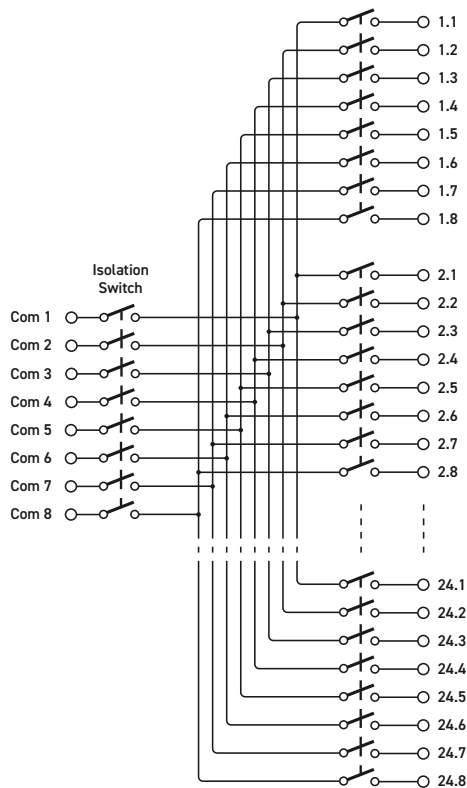 1.1
1.2
1.3
1.4
1.5
1.6
1.7
1.8
Isolation
Switch
2.1
2.2
2.3
2.4
2.5
2.6
2.7
2.8
Com 1
Com 2
Com 3
Com 4
Com 5
Com 6
Com 7
Com 8
24.1
24.2
24.3
24.4
24.5
24.6
24.7
24.8